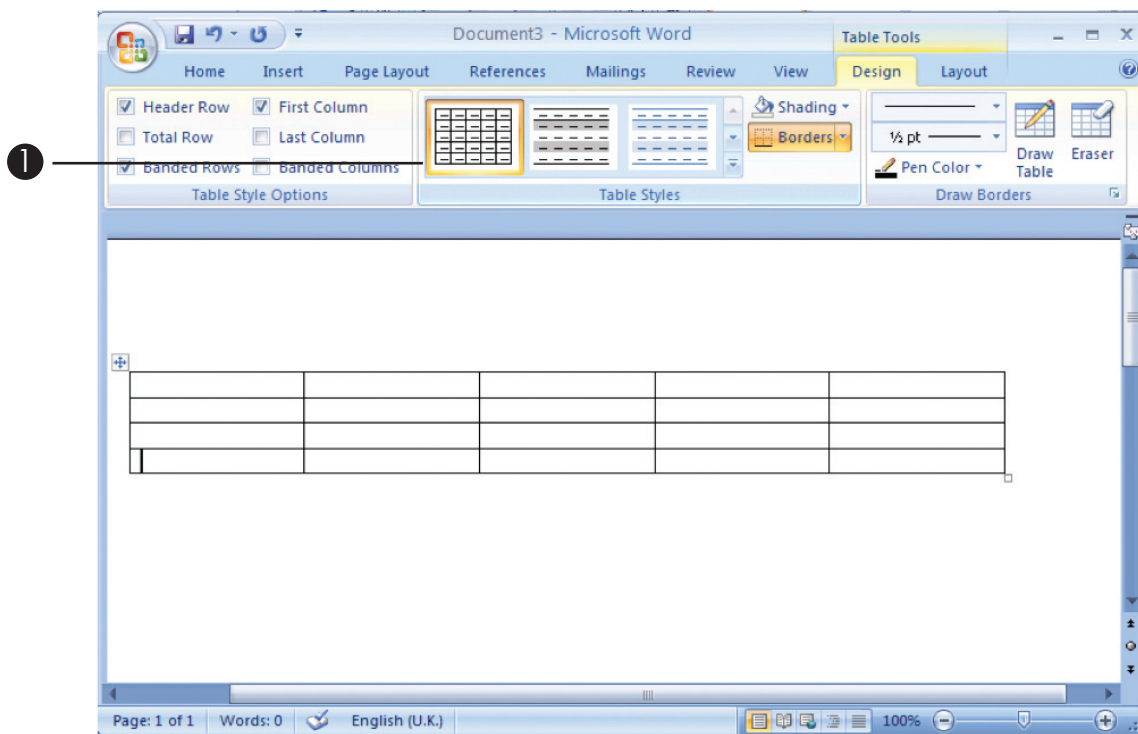 Document3 - Microsoft Word
Table Tools
Home Insert Page Layout References Mailings Review View Design Layout
Header Row First Column
Total Row Last Column
Banded Rows Banded Columns
Table Style Options
Shading
Borders
Table Styles
½ pt
Pen Color
Draw Table
Eraser
Draw Borders
1
Page: 1 of 1 Words: 0 English (U.K.) 100%